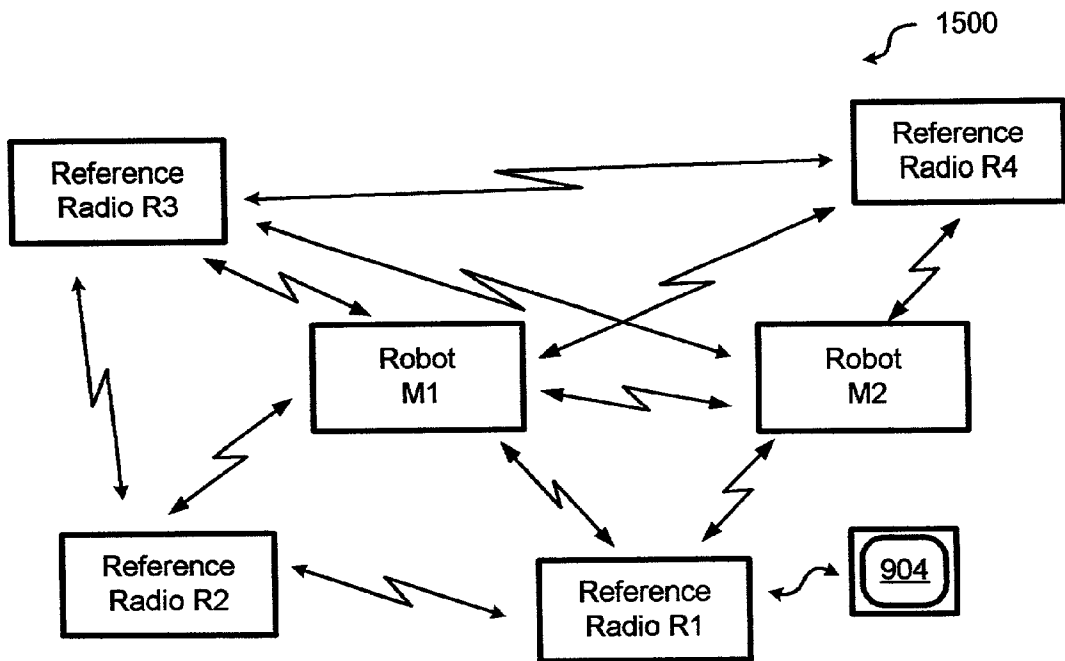 1500
Reference
Radio R4
Reference
Radio R3
Robot
M1
Robot
M2
Reference
Radio R2
Reference
Radio R1
904